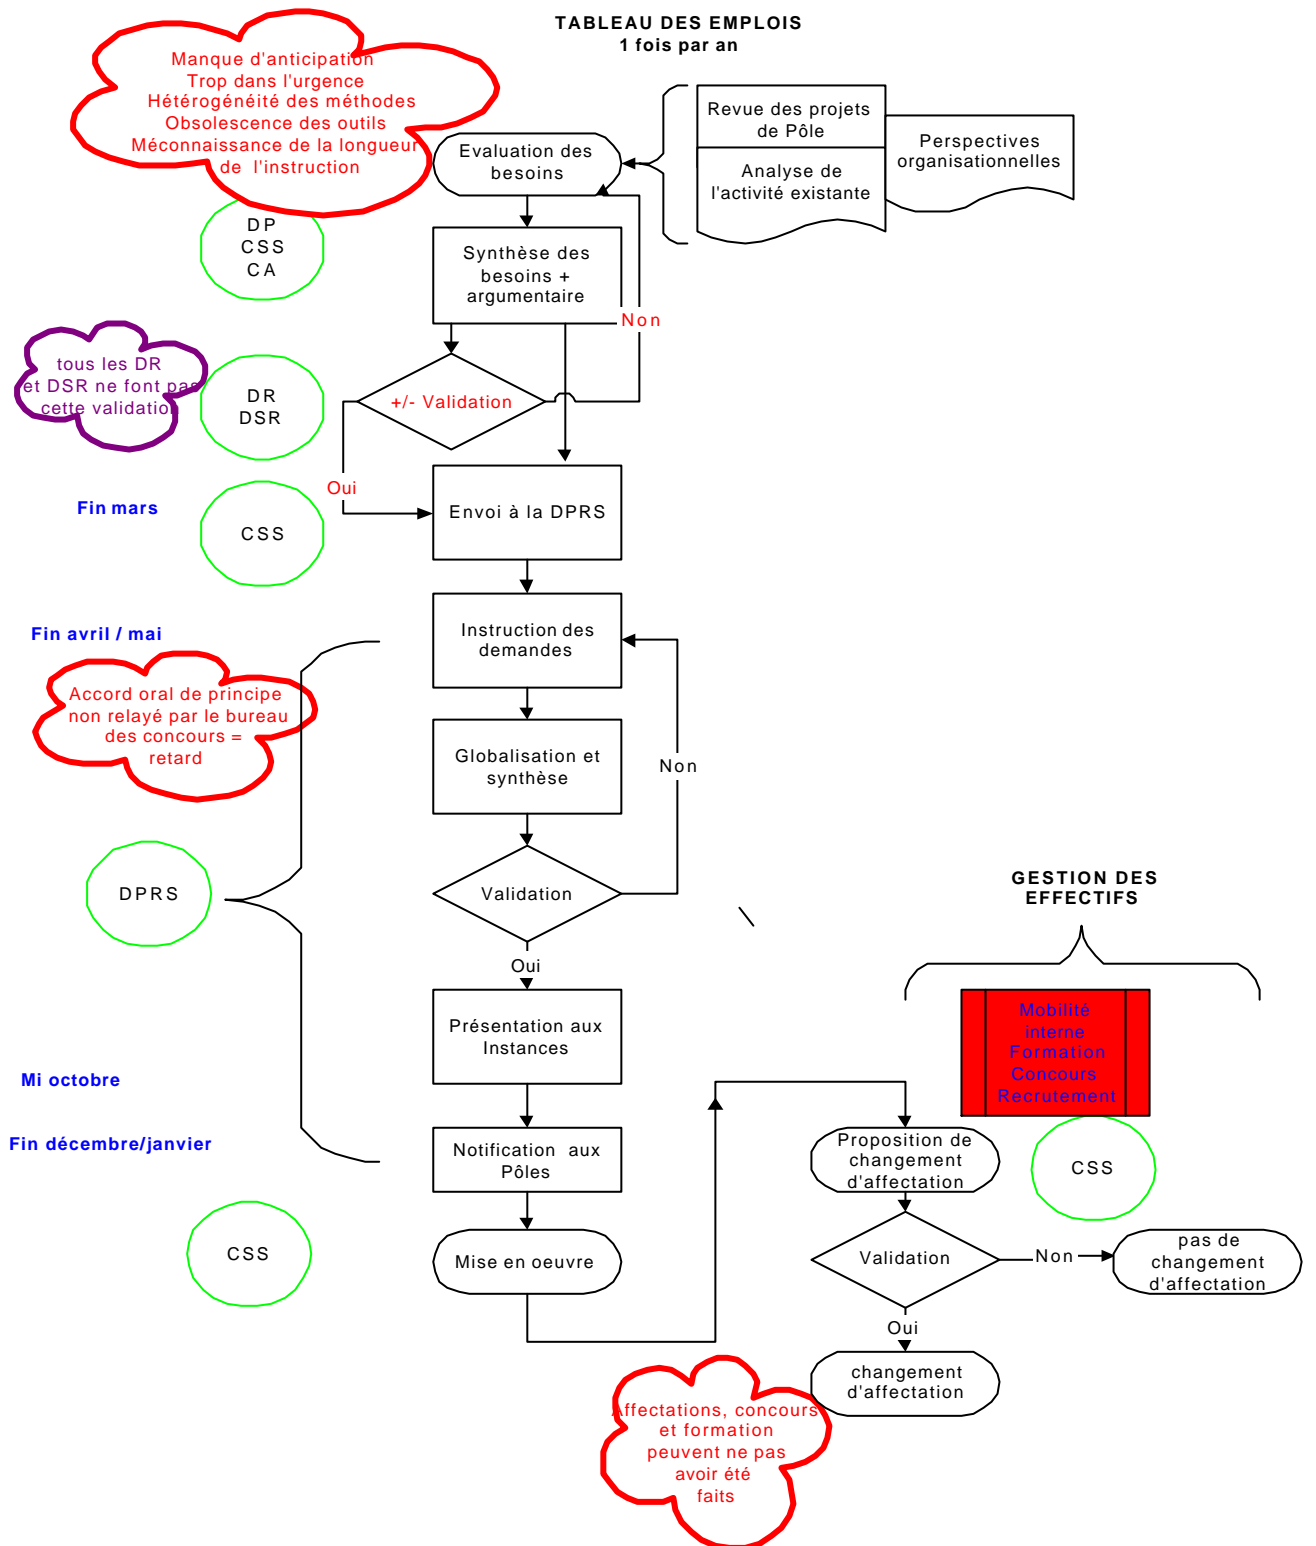 TABLEAU DES EMPLOIS
1 fois par an
Manque d'anticipation
Trop dans l'urgence
Hétérogénéité des méthodes
Obsolescence des outils
Méconnaissance de la longueur
de l'instruction
Evaluation des
besoins
Revue des projets
de Pôle
Analyse de
l'activité existante
Perspectives
organisationnelles
DP
CSS
CA
Synthèse des
besoins +
argumentaire
Non
tous les DR
et DSR ne font pas
cette validation
DR
DSR
+/- Validation
Oui
Fin mars
CSS
Envoi à la DPRS
Fin avril / mai
Instruction des
demandes
Accord oral de principe
non relayé par le bureau
des concours =
retard
Globalisation et
synthèse
Non
DPRS
Validation
Oui
GESTION DES
EFFECTIFS
Présentation aux
Instances
Mobilité
interne
Formation
Concours
Recrutement
Mi octobre
Fin décembre/janvier
Notification aux
Pôles
Proposition de
changement
d'affectation
CSS
CSS
Mise en oeuvre
Validation
Non
pas de
changement
d'affectation
Oui
changement
d'affectation
Affectations, concours
et formation
peuvent ne pas
avoir été
faits